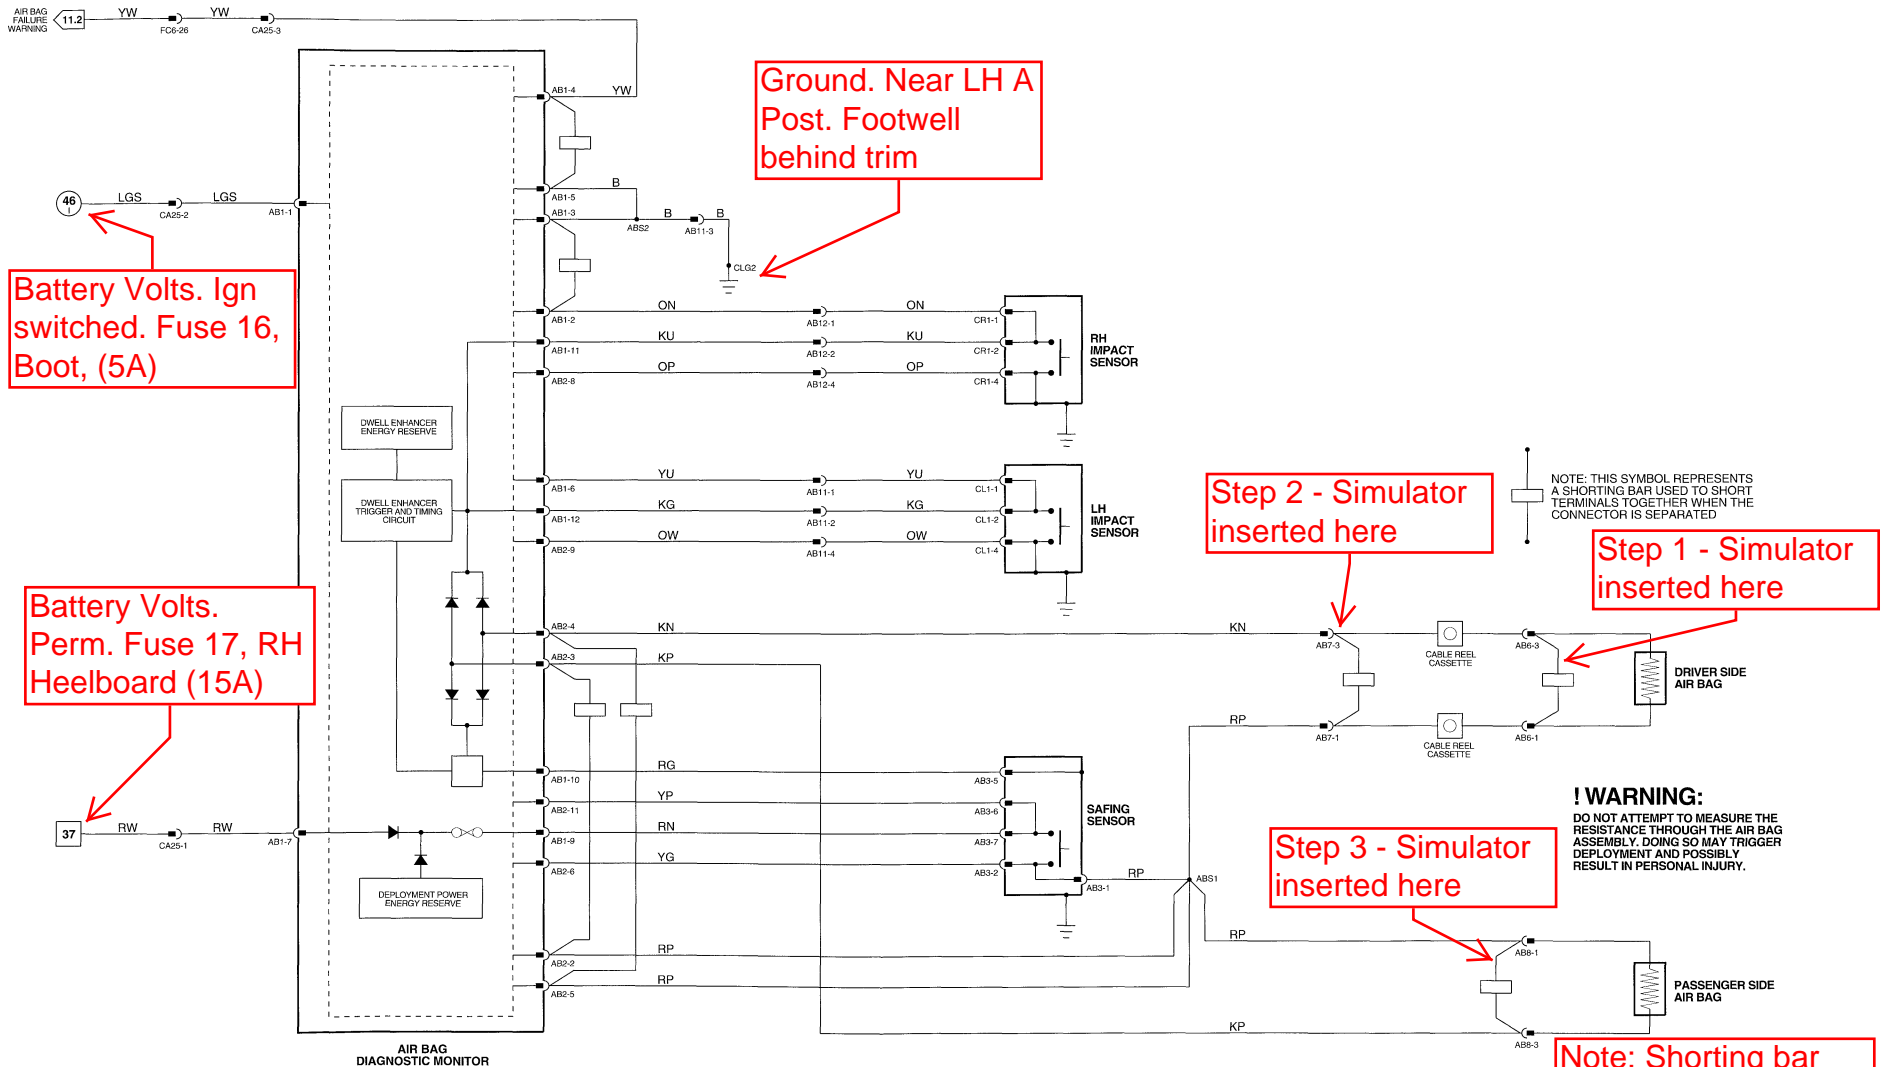 AIR BAG
FAILURE
WARNING
11.2
YW
YW
FC6-26
CA25-3
AB1-4
YW
Ground. Near LH A
Post. Footwell
behind trim
46
I
LGS
LGS
CA25-2
AB1-1
AB1-5
B
AB1-3
B
B
ABS2
AB11-3
CLG2
Battery Volts. Ign
switched. Fuse 16,
Boot, (5A)
AB1-2
ON
ON
AB12-1
CR1-1
AB1-11
KU
KU
AB12-2
CR1-2
AB2-8
OP
OP
AB12-4
CR1-4
RH
IMPACT
SENSOR
DWELL ENHANCER
ENERGY RESERVE
DWELL ENHANCER
TRIGGER AND TIMING
CIRCUIT
AB1-6
YU
YU
AB11-1
CL1-1
AB1-12
KG
KG
AB11-2
CL1-2
AB2-9
OW
OW
AB11-4
CL1-4
LH
IMPACT
SENSOR
Step 2 - Simulator
inserted here
NOTE: THIS SYMBOL REPRESENTS
A SHORTING BAR USED TO SHORT
TERMINALS TOGETHER WHEN THE
CONNECTOR IS SEPARATED
Step 1 - Simulator
inserted here
Battery Volts.
Perm. Fuse 17, RH
Heelboard (15A)
AB2-4
KN
KN
AB7-3
CABLE REEL
CASSETTE
AB6-3
AB2-3
KP
DRIVER SIDE
AIR BAG
RP
AB7-1
CABLE REEL
CASSETTE
AB6-1
AB1-10
RG
AB3-5
AB2-11
YP
AB3-6
SAFING
SENSOR
37
RW
RW
CA25-1
AB1-7
AB1-9
RN
AB3-7
AB2-6
YG
AB3-2
AB3-1
RP
ABS1
DEPLOYMENT POWER
ENERGY RESERVE
! WARNING:
DO NOT ATTEMPT TO MEASURE THE
RESISTANCE THROUGH THE AIR BAG
ASSEMBLY. DOING SO MAY TRIGGER
DEPLOYMENT AND POSSIBLY
RESULT IN PERSONAL INJURY.
Step 3 - Simulator
inserted here
AB2-2
RP
RP
AB8-1
AB2-5
RP
PASSENGER SIDE
AIR BAG
KP
AB8-3
AIR BAG
DIAGNOSTIC MONITOR
Note: Shorting bar